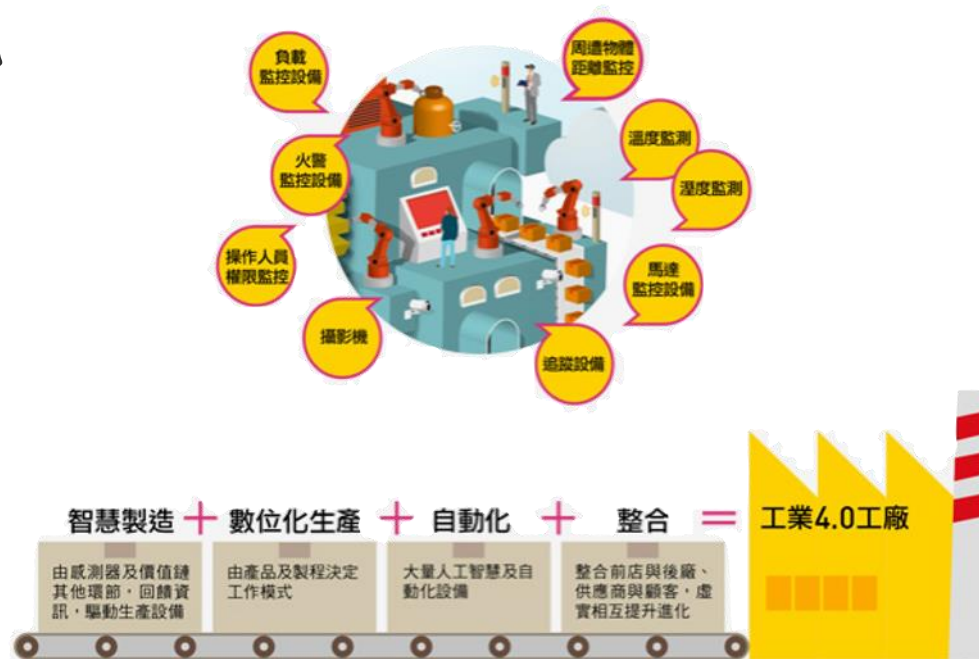 負載
監控設備
周遭物體
距離監控
火警
監控設備
溫度監測
溼度監測
操作人員
權限監控
馬達
監控設備
攝影機
追蹤設備
智慧製造 + 數位化生產 + 自動化 + 整合 = 工業4.0工廠
由感測器及價值鏈
其他環節，回饋資
訊，驅動生產設備
由產品及製程決定
工作模式
大量人工智慧及自
動化設備
整合前店與後廠、
供應商與顧客，虛
實相互提升進化